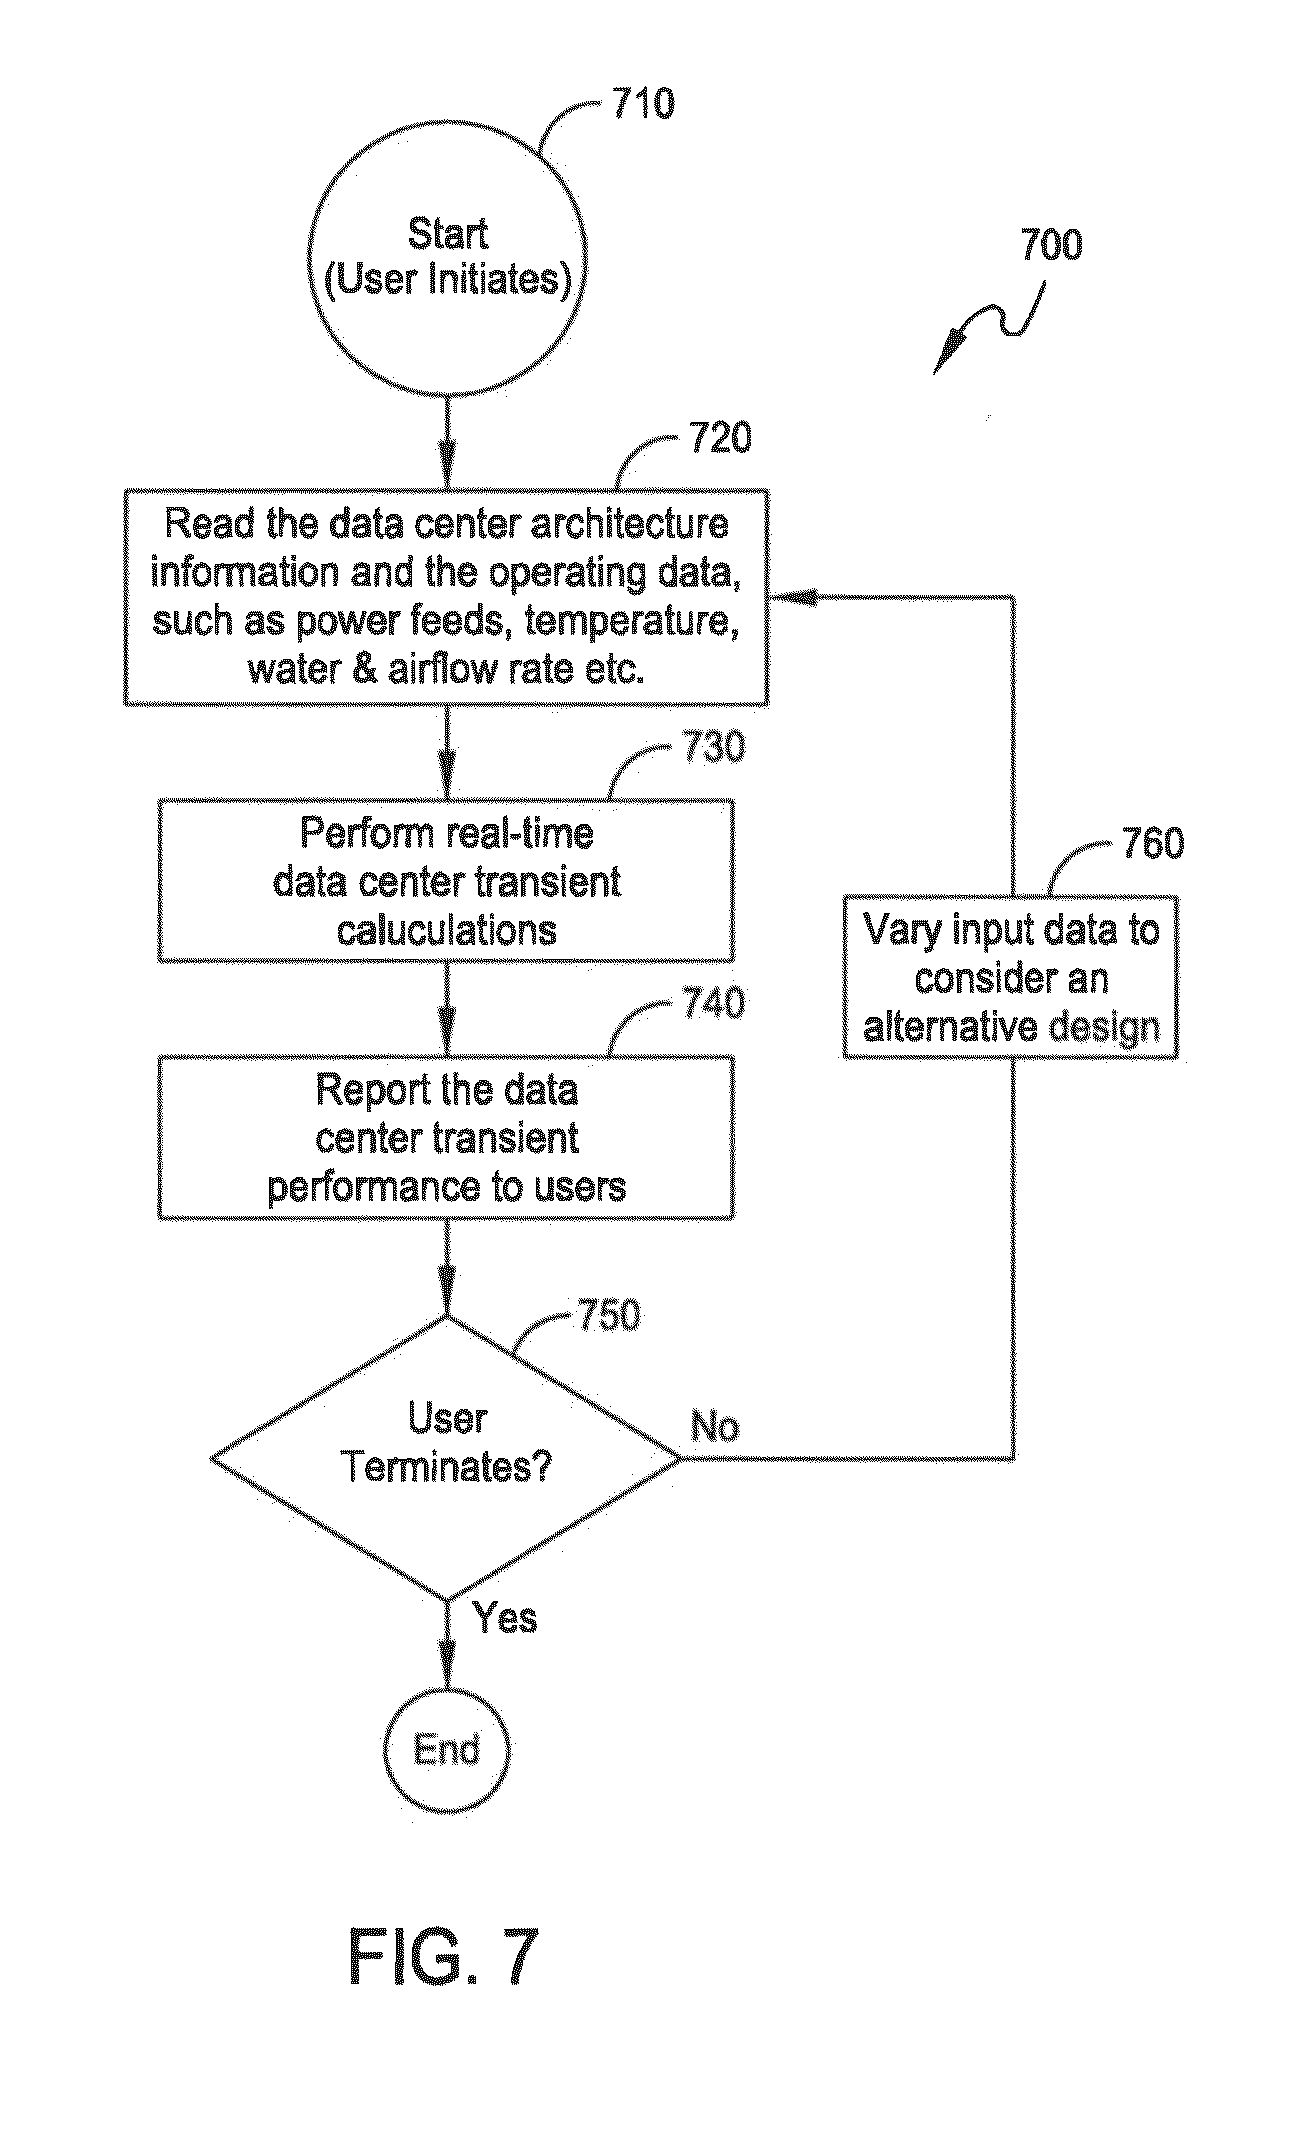 710
Start
(User Initiates)
700
720
Read the data center architecture
information and the operating data,
such as power feeds, temperature,
water & airflow rate etc.
730
Perform real-time
data center transient
caluculations
760
Vary input data to
consider an
alternative design
740
Report the data
center transient
performance to users
750
User
Terminates?
No
Yes
End
FIG. 7